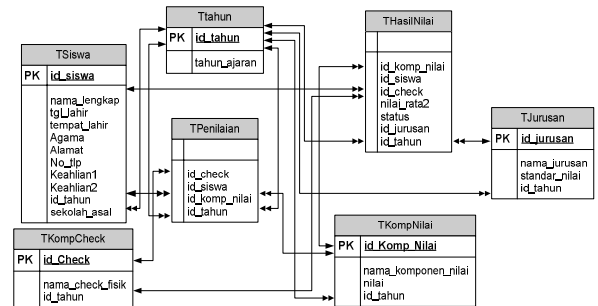 Ttahun
PK id_tahun
tahun_ajaran
THasilNilai
id_komp_nilai
id_siswa
id_check
nilai_rata2
status
id_jurusan
id_tahun
TSiswa
PK id_siswa
nama_lengkap
tgl_lahir
tempat_lahir
Agama
Alamat
No_tlp
Keahlian1
Keahlian2
id_tahun
sekolah_asal
TPenilaian
id_check
id_siswa
id_komp_nilai
id_tahun
TJurusan
PK id_jurusan
nama_jurusan
standar_nilai
id_tahun
TKompCheck
PK id_Check
nama_check_fisik
id_tahun
TKompNilai
PK id_Komp_Nilai
nama_komponen_nilai
nilai
id_tahun